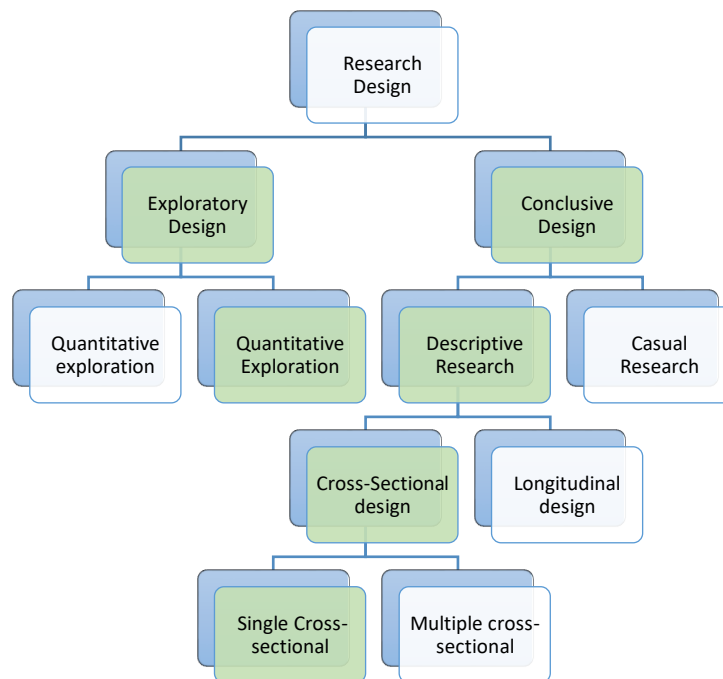 Research
Design
Exploratory
Design
Conclusive
Design
Quantitative
exploration
Quantitative
Exploration
Descriptive
Research
Casual
Research
Cross-Sectional
design
Longitudinal
design
Single Cross-
sectional
Multiple cross-
sectional